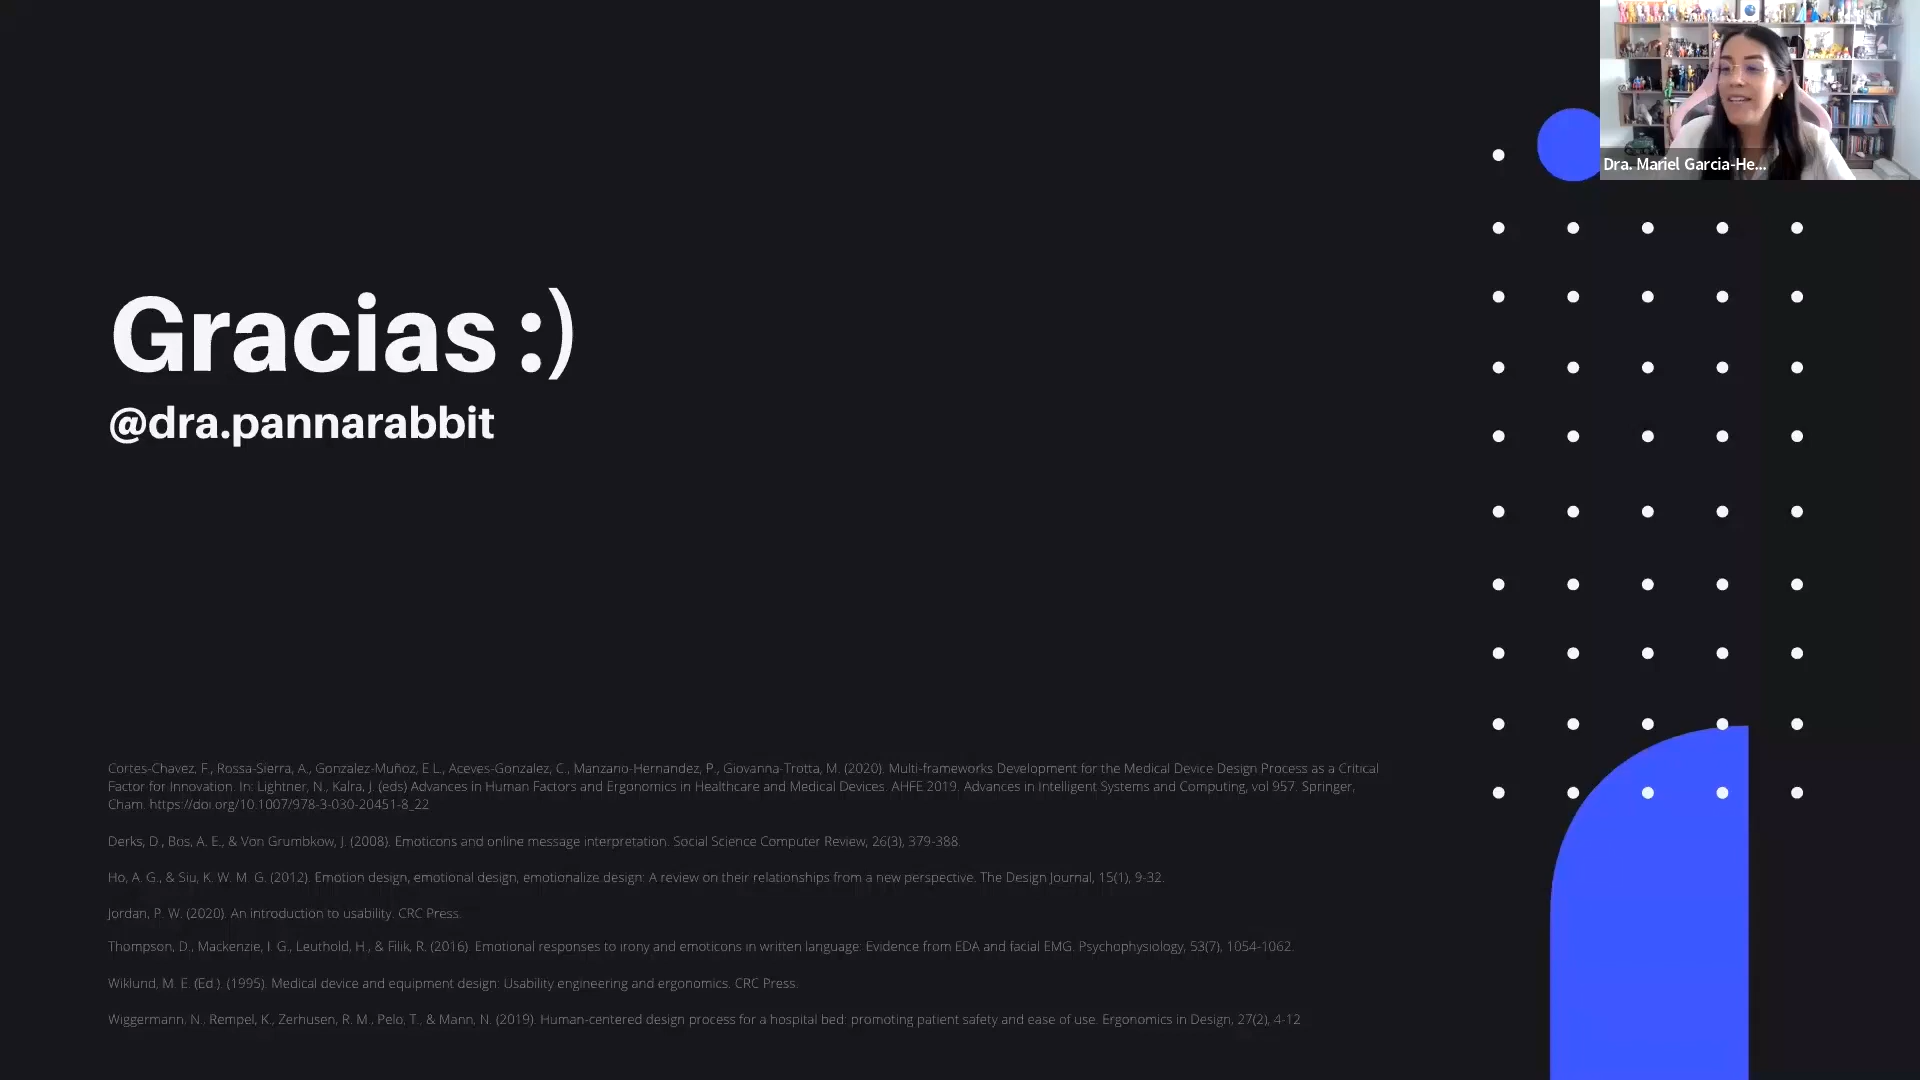 Dra. Mariel Garcia-He...
Gracias :)
@dra.pannarabbit
Cortes-Chavez, F., Rossa-Sierra, A., Gonzalez-Muñoz, E.L., Aceves-Gonzalez, C., Manzano-Hernandez, P., Giovanna-Trotta, M. (2020). Multi-frameworks Development for the Medical Device Design Process as a Critical
Factor for Innovation. In: Lightner, N., Kalra, J. (eds) Advances in Human Factors and Ergonomics in Healthcare and Medical Devices. AHFE 2019. Advances in Intelligent Systems and Computing, vol 957. Springer,
Cham. https://doi.org/10.1007/978-3-030-20451-8_22
Derks, D., Bos, A. E., & Von Grumbkow, J. (2008). Emoticons and online message interpretation. Social Science Computer Review, 26(3), 379-388.
Ho, A. G., & Siu, K. W. M. G. (2012). Emotion design, emotional design, emotionalize design: A review on their relationships from a new perspective. The Design Journal, 15(1), 9-32.
Jordan, P. W. (2020). An introduction to usability. CRC Press.
Thompson, D., Mackenzie, I. G., Leuthold, H., & Filik, R. (2016). Emotional responses to irony and emoticons in written language: Evidence from EDA and facial EMG. Psychophysiology, 53(7), 1054-1062.
Wiklund, M. E. (Ed.). (1995). Medical device and equipment design: Usability engineering and ergonomics. CRC Press.
Wiggermann, N., Rempel, K., Zerhusen, R. M., Pelo, T., & Mann, N. (2019). Human-centered design process for a hospital bed: promoting patient safety and ease of use. Ergonomics in Design, 27(2), 4-12